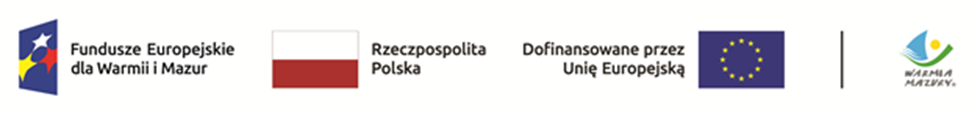 Fundusze Europejskie
dla Warmii i Mazur
Rzeczpospolita
Polska
Dofinansowane przez
Unię Europejską
WARMIA
MAZURY®